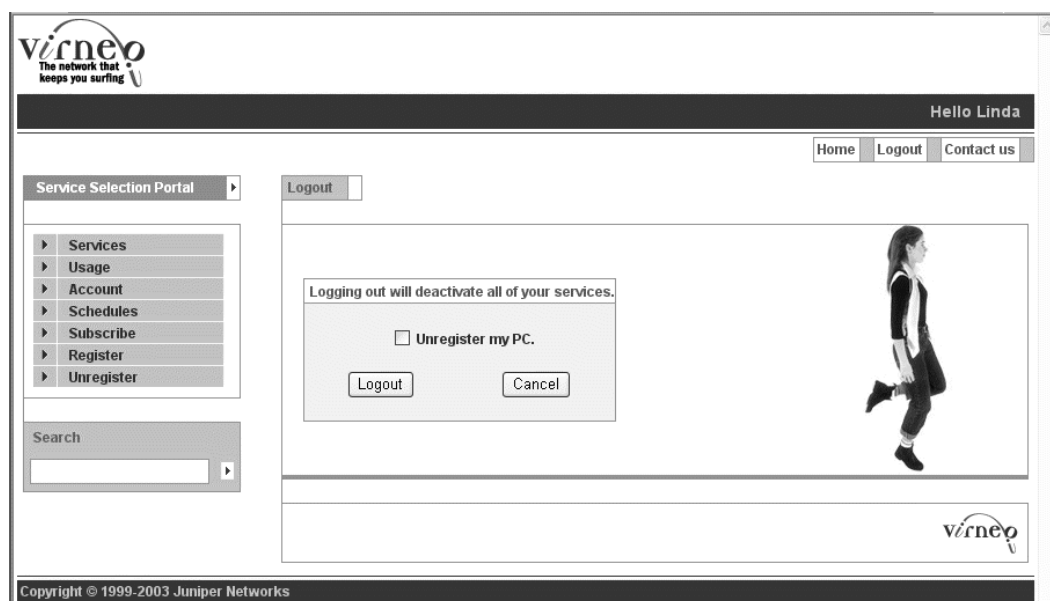 virneo
The network that
keeps you surfing
Hello Linda
Home Logout Contact us
Service Selection Portal
Logout
Services
Usage
Account
Schedules
Subscribe
Register
Unregister
Logging out will deactivate all of your services.
Unregister my PC.
Logout Cancel
Search
virneo
Copyright © 1999-2003 Juniper Networks